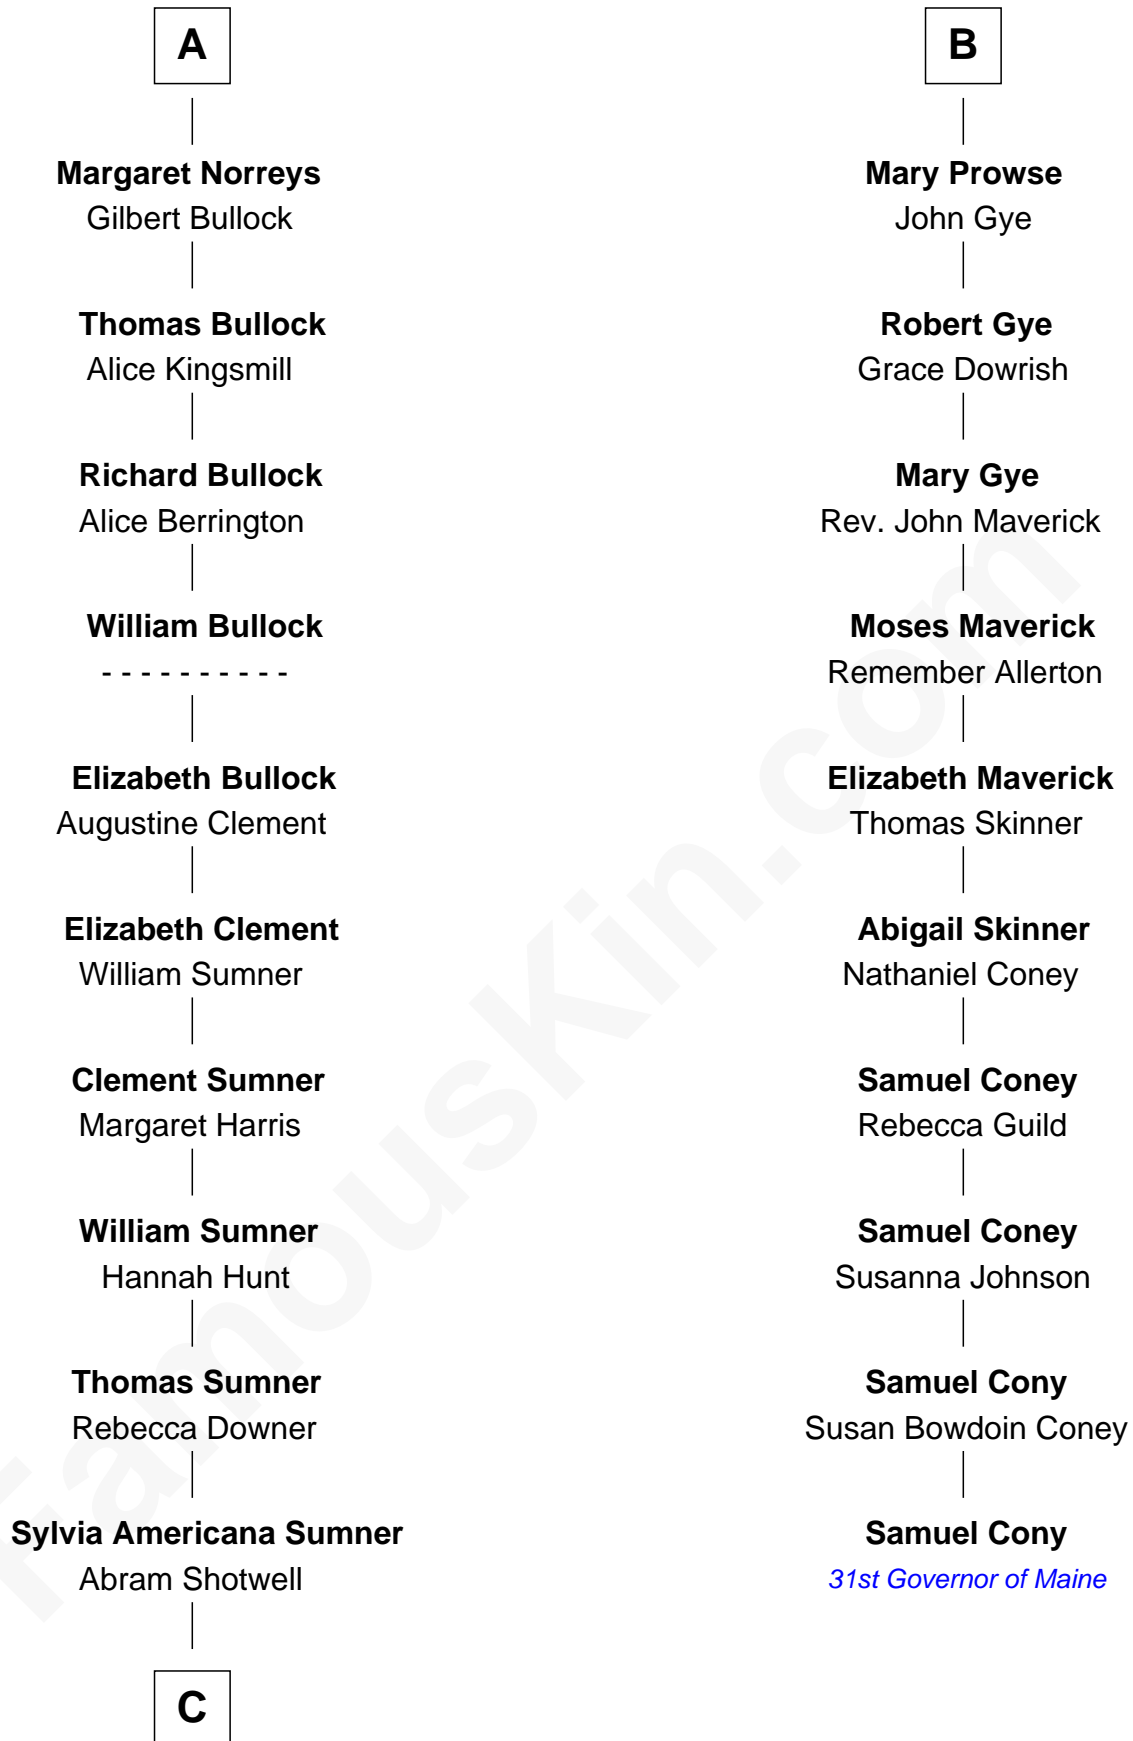 A
Margaret Norreys
Gilbert Bullock
Thomas Bullock
Alice Kingsmill
Richard Bullock
Alice Berrington
William Bullock
- - - - - - - - - -
Elizabeth Bullock
Augustine Clement
Elizabeth Clement
William Sumner
Clement Sumner
Margaret Harris
William Sumner
Hannah Hunt
Thomas Sumner
Rebecca Downer
Sylvia Americana Sumner
Abram Shotwell
C
B
Mary Prowse
John Gye
Robert Gye
Grace Dowrish
Mary Gye
Rev. John Maverick
Moses Maverick
Remember Allerton
Elizabeth Maverick
Thomas Skinner
Abigail Skinner
Nathaniel Coney
Samuel Coney
Rebecca Guild
Samuel Coney
Susanna Johnson
Samuel Cony
Susan Bowdoin Coney
Samuel Cony
31st Governor of Maine
FamousKin.com